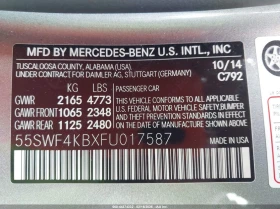 MFD BY MERCEDES-BENZ U.S. INTL., INC
TUSCALOOSA COUNTY, ALABAMA (USA) 10/14
UNDER CONTRACT FOR DAIMLER AG, STUTTGART (GERMANY) C792
KG LBS PASSENGER CAR
GVWR 2165 4773
GAWR FRONT 1065 2348
GAWR 1125 2480
THIS VEHICLE CONFORMS TO ALL
APPLICABLE U.S. FEDERAL MOTOR
VEHICLE SAFETY, BUMPER,
AND THEFT PREVENTION
STANDARDS IN EFFECT ON THE DATE
OF MANUFACTURE SHOWN ABOVE
55SWF4KBXFU017587